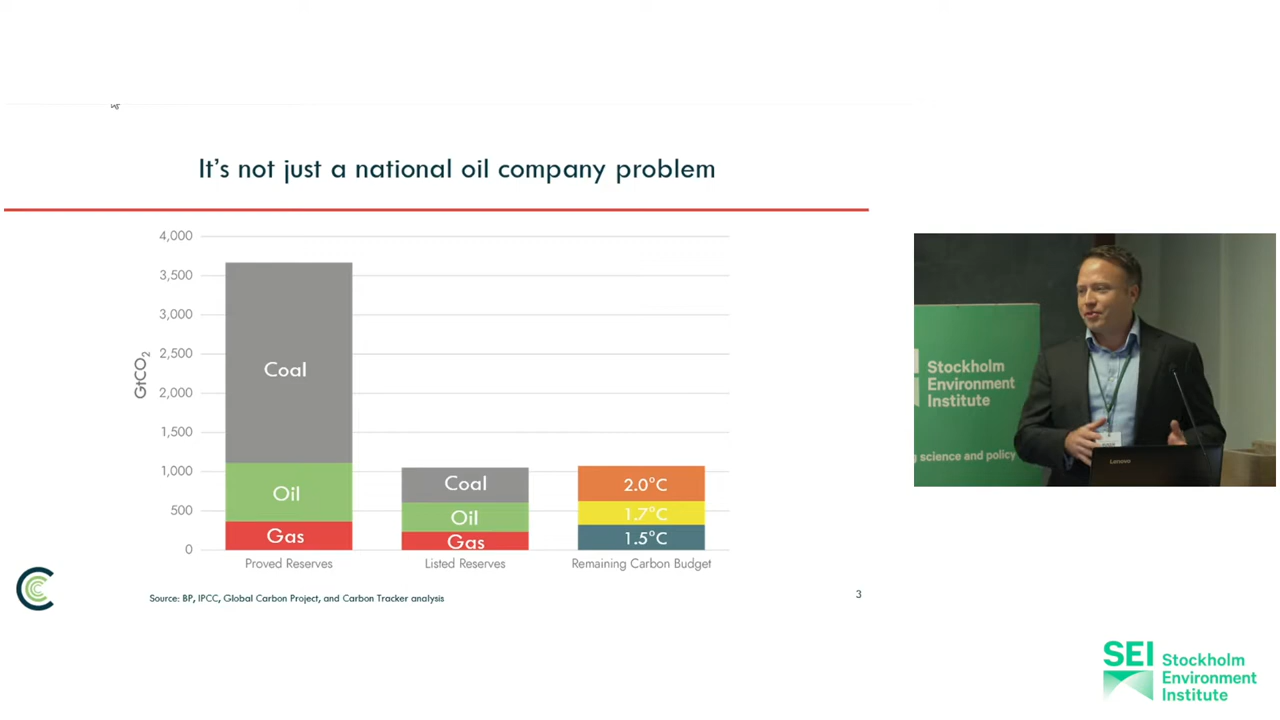 It's not just a national oil company problem
4,000
3,500
3,000
2,500
2,000
1,500
1,000
500
0
GtCO2
Coal
Oil
Gas
Coal
Oil
Gas
2.0°C
1.7°C
1.5°C
Proved Reserves
Listed Reserves
Remaining Carbon Budget
Source: BP, IPCC, Global Carbon Project, and Carbon Tracker analysis
3
Stockholm
Environment
Institute
g science and policy
Lenovo
SEI Stockholm
Environment
Institute